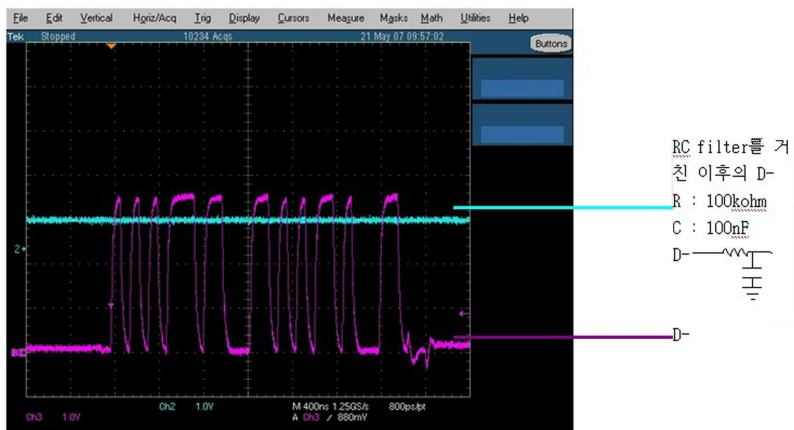 File Edit Vertical Horiz/Acq Trig Display Cursors Measure Masks Math Utilities Help
Tek Stopped 10234 Acqs 21 May 07 09:57:02
Buttons
2
Ch2 1.0V M 400ns 1.25GS/s 800ps/pt
Ch3 1.0V A Ch3 / 880mV
RC filter를 거
친 이후의 D-
R : 100kohm
C : 100nF
D-
D-